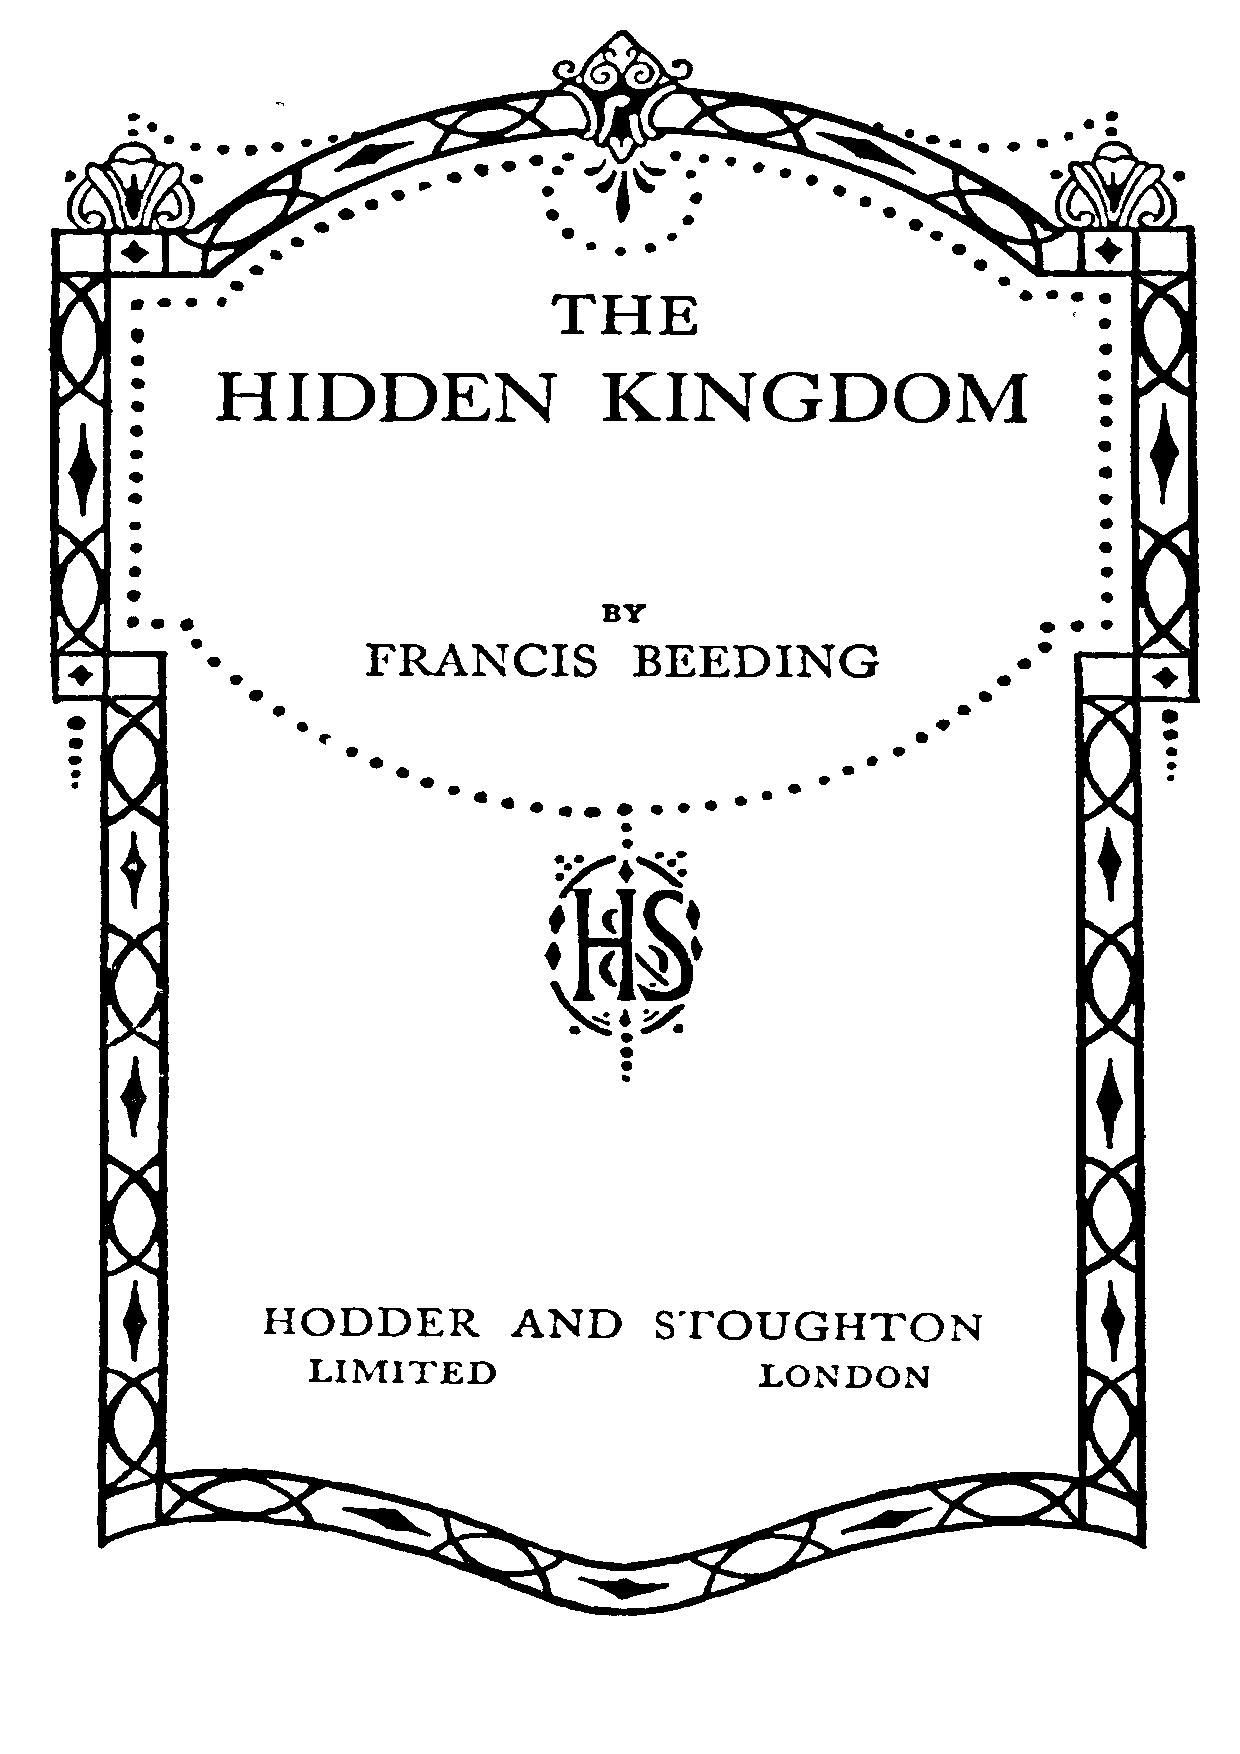 THE
HIDDEN KINGDOM
BY
FRANCIS BEEDING
HS
HODDER AND STOUGHTON
LIMITED LONDON